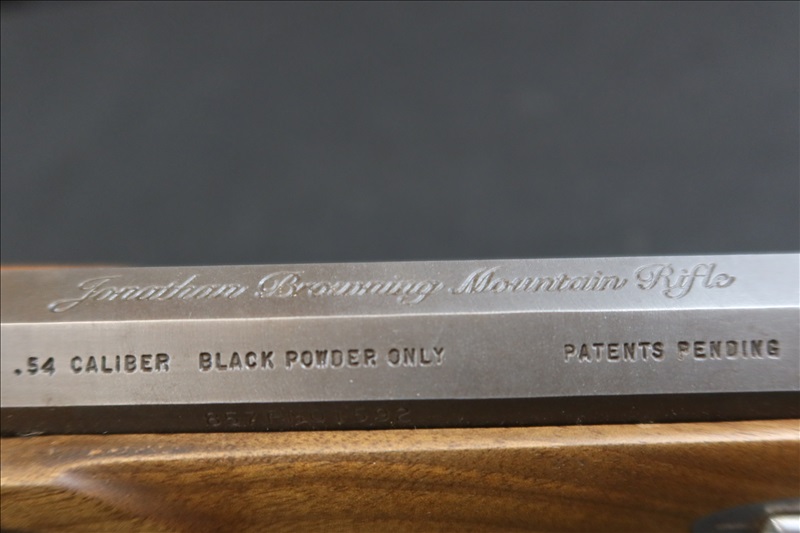 Jonathan Browning Mountain Rifle
.54 CALIBER BLACK POWDER ONLY PATENTS PENDING